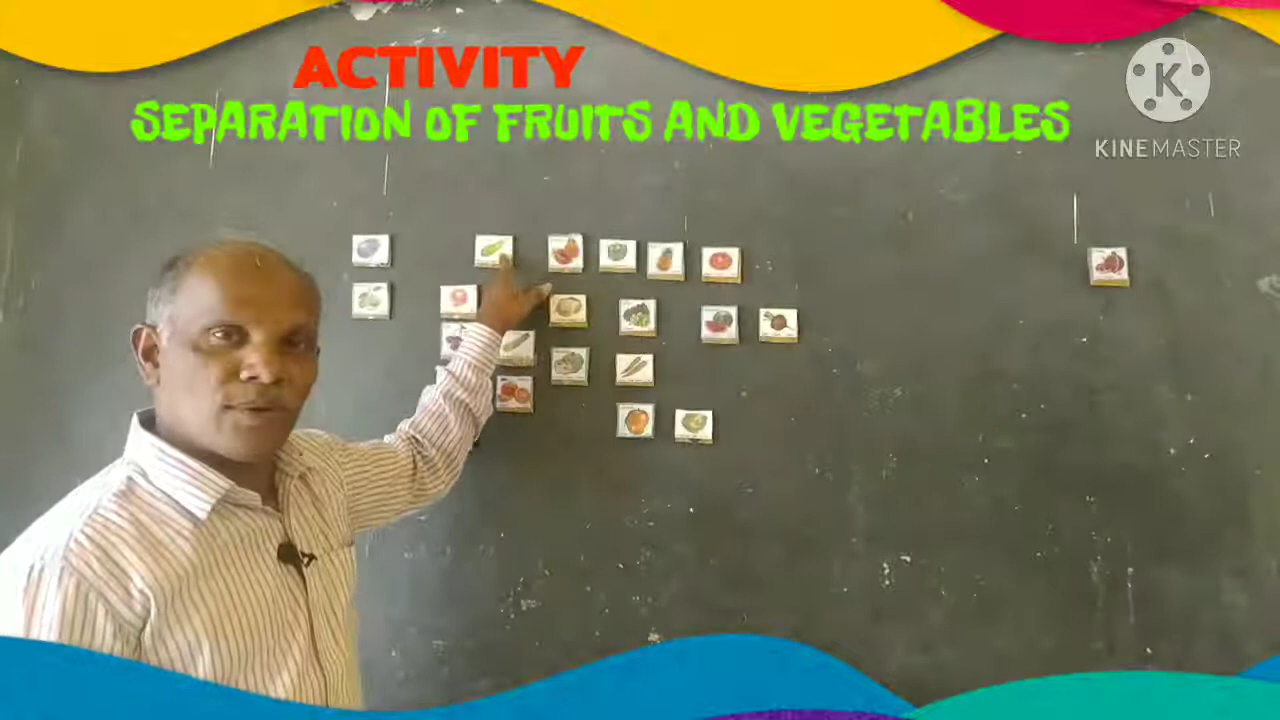 ACTIVITY
SEPARATION OF FRUITS AND VEGETABLES
K
KINEMASTER